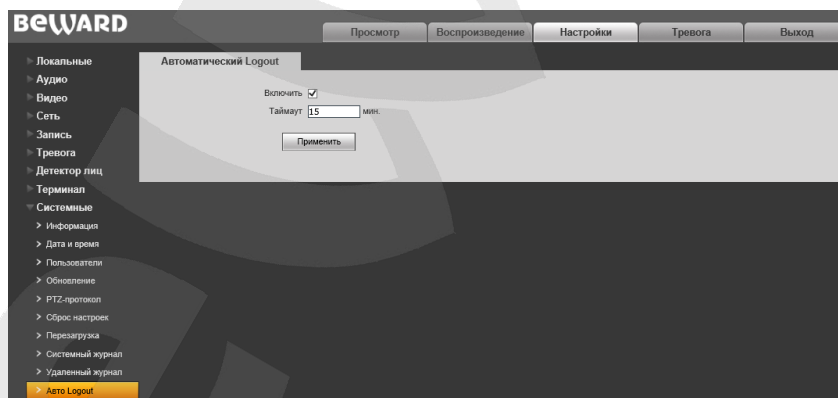 BEWARD
Просмотр
Воспроизведение
Настройки
Тревога
Выход
Локальные
Аудио
Видео
Сеть
Запись
Тревога
Детектор лиц
Терминал
Системные
Информация
Дата и время
Пользователи
Обновление
PTZ-протокол
Сброс настроек
Перезагрузка
Системный журнал
Удаленный журнал
Авто Logout
Автоматический Logout
Включить
Таймаут 15 мин.
Применить